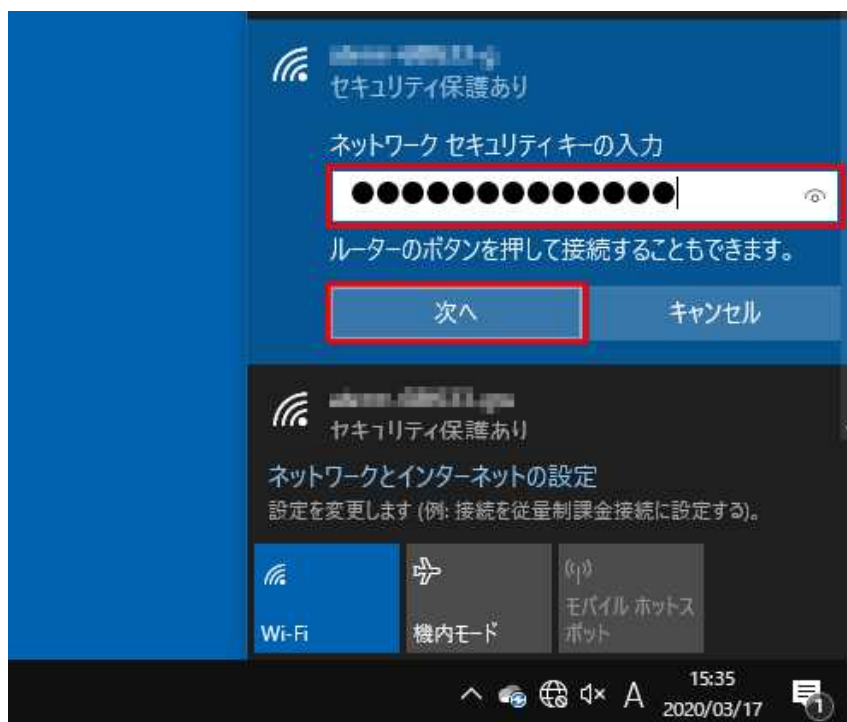 セキュリティ保護あり
ネットワーク セキュリティ キーの入力
●●●●●●●●●●●●●
ルーターのボタンを押して接続することもできます。
次へ
キャンセル
セキュリティ保護あり
ネットワークとインターネットの設定
設定を変更します (例: 接続を従量制課金接続に設定する)。
Wi-Fi
機内モード
モバイル ホットス
ポット
A
15:35
2020/03/17
1